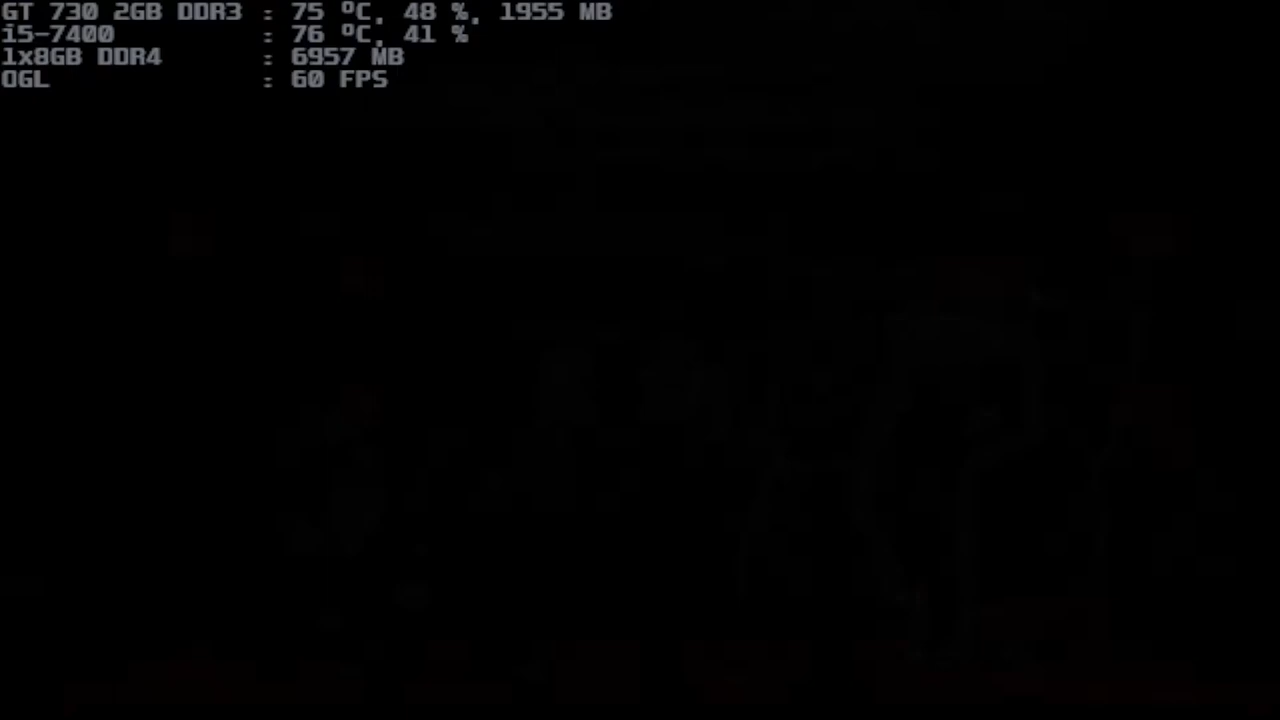 GT 730 2GB DDR3 : 75 ºC, 48 %, 1955 MB
i5-7400 : 76 ºC, 41 %
1x8GB DDR4 : 6957 MB
OGL : 60 FPS